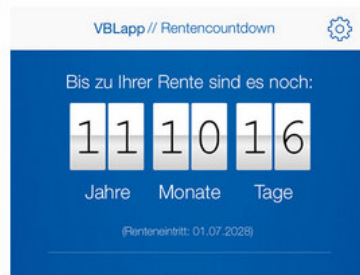 VBLapp // Rentencountdown
Bis zu Ihrer Rente sind es noch:
11 10 16
Jahre Monate Tage
(Renteneintritt: 01.07.2028)